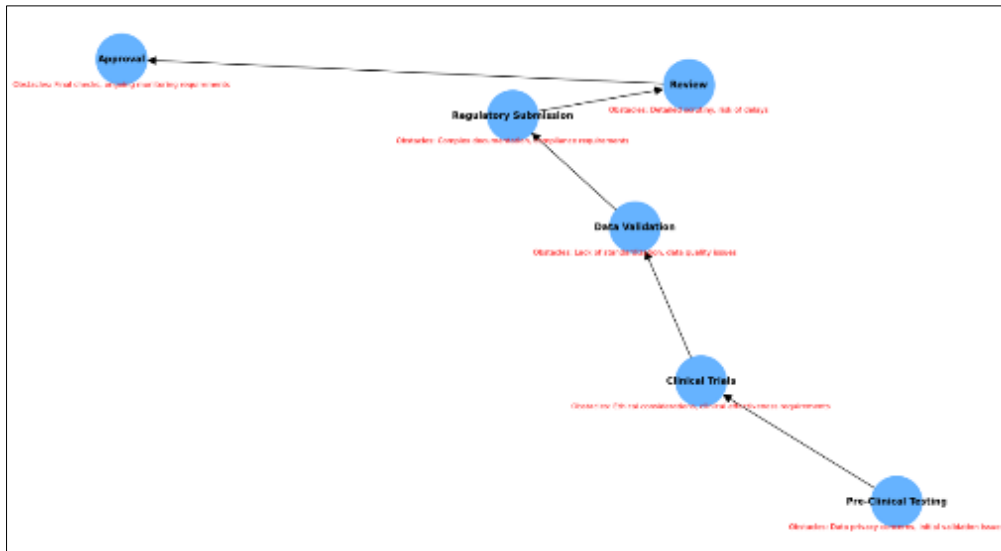 Approval
Obstacles: Final checks, ongoing monitoring requirements
Review
Obstacles: Detailed scrutiny, risk of delays
Regulatory Submission
Obstacles: Complex documentation, compliance requirements
Data Validation
Obstacles: Lack of standardization, data quality issues
Clinical Trials
Obstacles: Ethical considerations, clinical effectiveness requirements
Pre-Clinical Testing
Obstacles: Data privacy concerns, initial validation issues